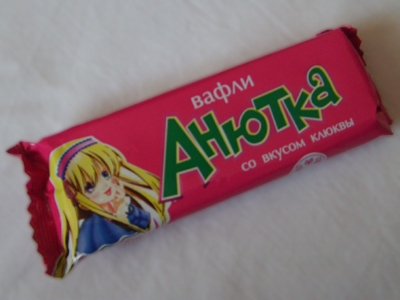 вафли
Анютка
со вкусом клюквы